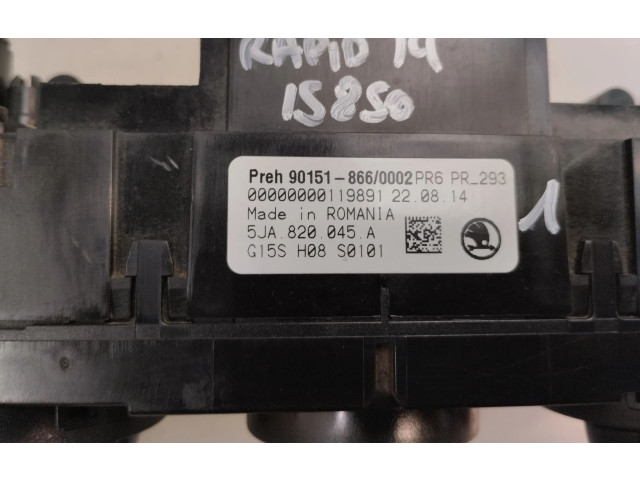 RAPID 14
IS850
Preh 90151-866/0002 PR6 PR_293
00000000119891 22.08.14
Made in ROMANIA
5JA.820.045.A
G15S H08 S0101
1